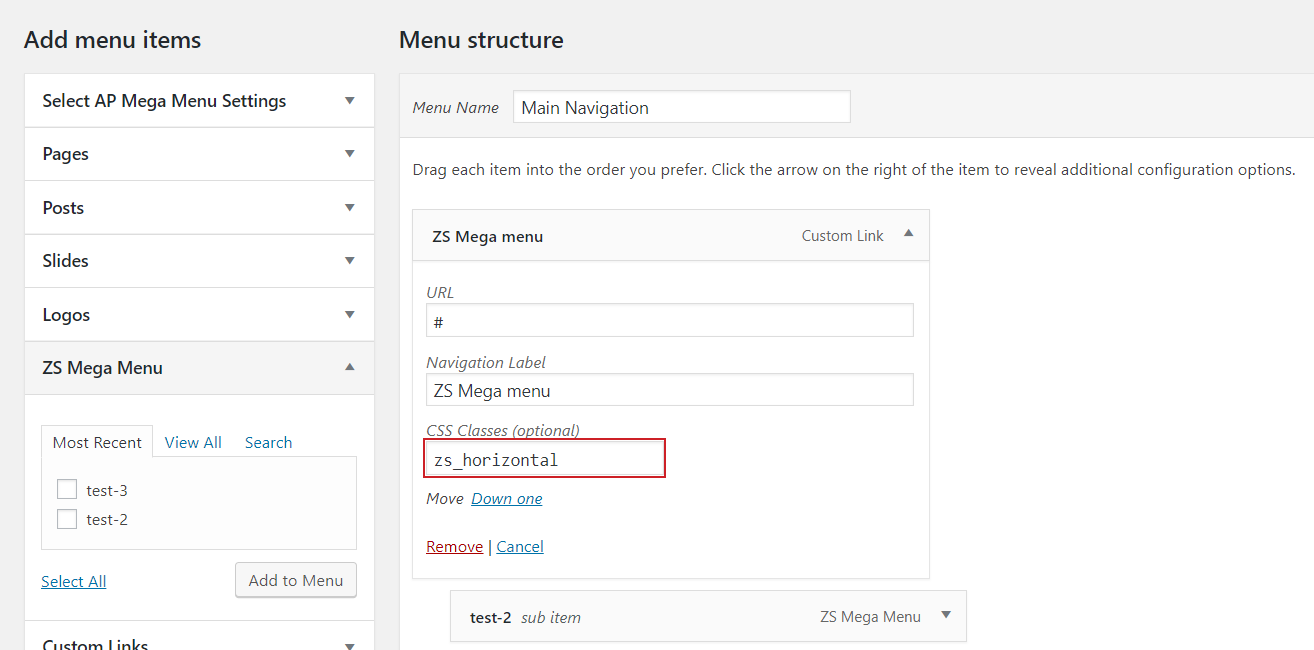 Add menu items
Select AP Mega Menu Settings
Pages
Posts
Slides
Logos
ZS Mega Menu
Most Recent View All Search
test-3
test-2
Select All Add to Menu
Custom Links
Menu structure
Menu Name Main Navigation
Drag each item into the order you prefer. Click the arrow on the right of the item to reveal additional configuration options.
ZS Mega menu Custom Link
URL
#
Navigation Label
ZS Mega menu
CSS Classes (optional)
zs_horizontal
Move Down one
Remove | Cancel
test-2 sub item ZS Mega Menu